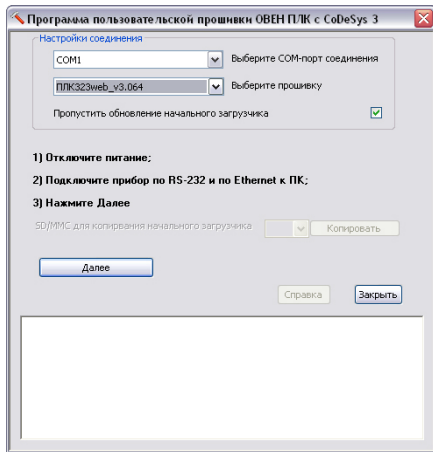 Программа пользовательской прошивки ОВЕН ПЛК с CoDeSys 3
Настройки соединения
COM1 Выберите COM-порт соединения
ПЛК323web_v3.064 Выберите прошивку
Пропустить обновление начального загрузчика
1) Отключите питание;
2) Подключите прибор по RS-232 и по Ethernet к ПК;
3) Нажмите Далее
SD/MMC для копирвания начального загрузчика Копировать
Далее
Справка Закрыть